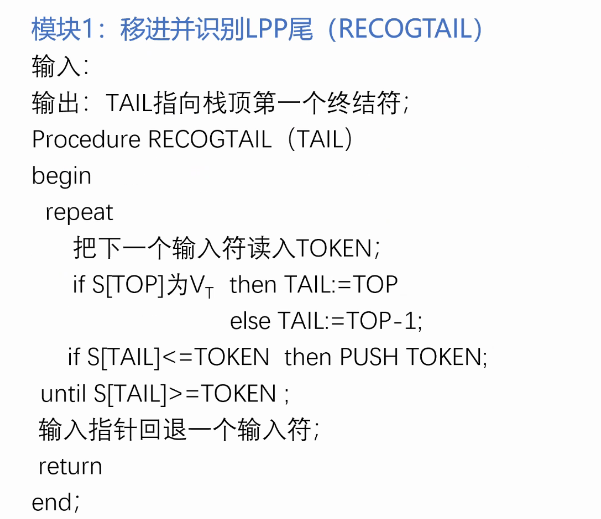 模块1：移进并识别LPP尾（RECOGTAIL）
输入：
输出：TAIL指向栈顶第一个终结符；
Procedure RECOGTAIL（TAIL）
begin
repeat
把下一个输入符读入TOKEN；
if S[TOP]为VT then TAIL:=TOP
else TAIL:=TOP-1;
if S[TAIL]<=TOKEN then PUSH TOKEN;
until S[TAIL]>=TOKEN ;
输入指针回退一个输入符；
return
end；